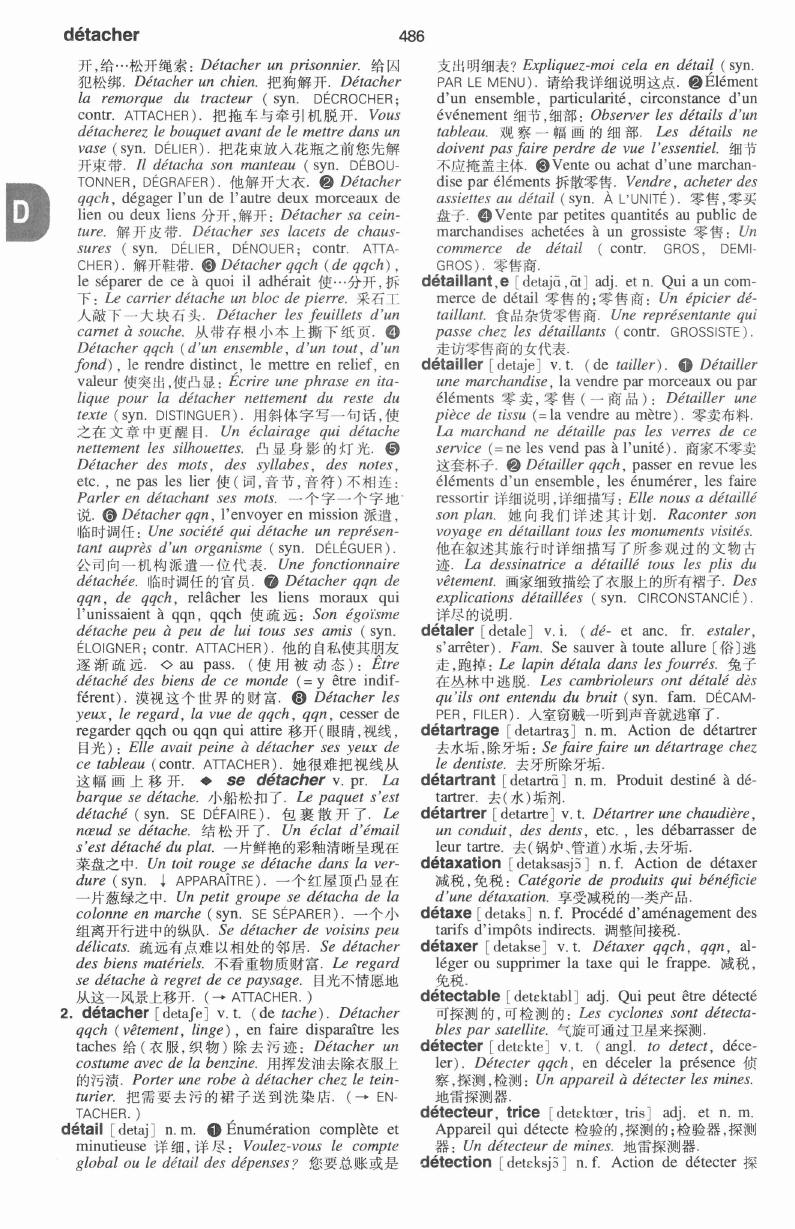 détacher
486
D
开,给…松开绳索: Détacher un prisonnier. 给囚
犯松绑. Détacher un chien. 把狗解开. Détacher
la remorque du tracteur ( syn. DÉCROCHER;
contr. ATTACHER). 把拖车与牵引机脱开. Vous
détacherez le bouquet avant de le mettre dans un
vase (syn. DÉLIER). 把花束放入花瓶之前您先解
开束带. Il détacha son manteau ( syn. DÉBOU-
TONNER, DÉGRAFER). 他解开大衣. ❷ Détacher
qqch, dégager l'un de l'autre deux morceaux de
lien ou deux liens 分开,解开: Détacher sa cein-
ture. 解开皮带. Détacher ses lacets de chaus-
sures ( syn. DÉLIER, DÉNOUER; contr. ATTA-
CHER). 解开鞋带. ❸ Détacher qqch (de qqch),
le séparer de ce à quoi il adhérait 使…分开,拆
下: Le carrier détache un bloc de pierre. 采石工
人敲下一大块石头. Détacher les feuillets d'un
carnet à souche. 从带存根小本上撕下纸页. ❹
Détacher qqch (d'un ensemble, d'un tout, d'un
fond), le rendre distinct, le mettre en relief, en
valeur 使突出,使凸显: Écrire une phrase en ita-
lique pour la détacher nettement du reste du
texte (syn. DISTINGUER). 用斜体字写一句话,使
之在文章中更醒目. Un éclairage qui détache
nettement les silhouettes. 凸显身影的灯光. ❺
Détacher des mots, des syllabes, des notes,
etc. , ne pas les lier 使(词,音节,音符)不相连:
Parler en détachant ses mots. 一个字一个字地
说. ❻ Détacher qqn, l'envoyer en mission 派遣,
临时调任: Une société qui détache un représen-
tant auprès d'un organisme ( syn. DÉLÉGUER).
公司向一机构派遣一位代表. Une fonctionnaire
détachée. 临时调任的官员. ❼ Détacher qqn de
qqn, de qqch, relâcher les liens moraux qui
l'unissaient à qqn, qqch 使疏远: Son égoïsme
détache peu à peu de lui tous ses amis ( syn.
ÉLOIGNER; contr. ATTACHER). 他的自私使其朋友
逐渐疏远. ◇ au pass. (使用被动态): Être
détaché des biens de ce monde (= y être indif-
férent). 漠视这个世界的财富. ❽ Détacher les
yeux, le regard, la vue de qqch, qqn, cesser de
regarder qqch ou qqn qui attire 移开(眼睛,视线,
目光): Elle avait peine à détacher ses yeux de
ce tableau (contr. ATTACHER). 她很难把视线从
这幅画上移开. ◆ se détacher v. pr. La
barque se détache. 小船松扣了. Le paquet s'est
détaché ( syn. SE DÉFAIRE). 包裹散开了. Le
nœud se détache. 结松开了. Un éclat d'émail
s'est détaché du plat. 一片鲜艳的彩釉清晰呈现在
菜盘之中. Un toit rouge se détache dans la ver-
dure (syn. ↓ APPARAÎTRE). 一个红屋顶凸显在
一片葱绿之中. Un petit groupe se détacha de la
colonne en marche (syn. SE SÉPARER). 一个小
组离开行进中的纵队. Se détacher de voisins peu
délicats. 疏远有点难以相处的邻居. Se détacher
des biens matériels. 不看重物质财富. Le regard
se détache à regret de ce paysage. 目光不情愿地
从这一风景上移开. (→ ATTACHER. )
2. détacher [detaʃe] v. t. (de tache). Détacher
qqch (vêtement, linge), en faire disparaître les
taches 给(衣服,织物)除去污迹: Détacher un
costume avec de la benzine. 用挥发油去除衣服上
的污渍. Porter une robe à détacher chez le tein-
turier. 把需要去污的裙子送到洗染店. (→ EN-
TACHER. )
détail [detaj] n. m. ❶ Énumération complète et
minutieuse 详细,详尽: Voulez-vous le compte
global ou le détail des dépenses? 您要总账或是
支出明细表? Expliquez-moi cela en détail ( syn.
PAR LE MENU). 请给我详细说明这点. ❷Élément
d'un ensemble, particularité, circonstance d'un
événement 细节,细部: Observer les détails d'un
tableau. 观察一幅画的细部. Les détails ne
doivent pas faire perdre de vue l'essentiel. 细节
不应掩盖主体. ❸Vente ou achat d'une marchan-
dise par éléments 拆散零售. Vendre, acheter des
assiettes au détail (syn. À L'UNITÉ). 零售,零买
盘子. ❹Vente par petites quantités au public de
marchandises achetées à un grossiste 零售: Un
commerce de détail ( contr. GROS, DEMI-
GROS). 零售商.
détaillant,e [detajɑ̃,ɑ̃t] adj. et n. Qui a un com-
merce de détail 零售的;零售商: Un épicier dé-
taillant. 食品杂货零售商. Une représentante qui
passe chez les détaillants ( contr. GROSSISTE).
走访零售商的女代表.
détailler [detaje] v. t. (de tailler). ❶ Détailler
une marchandise, la vendre par morceaux ou par
éléments 零卖,零售(一商品): Détailler une
pièce de tissu (= la vendre au mètre). 零卖布料.
La marchand ne détaille pas les verres de ce
service (= ne les vend pas à l'unité). 商家不零卖
这套杯子. ❷ Détailler qqch, passer en revue les
éléments d'un ensemble, les énumérer, les faire
ressortir 详细说明,详细描写: Elle nous a détaillé
son plan. 她向我们详述其计划. Raconter son
voyage en détaillant tous les monuments visités.
他在叙述其旅行时详细描写了所参观过的文物古
迹. La dessinatrice a détaillé tous les plis du
vêtement. 画家细致描绘了衣服上的所有褶子. Des
explications détaillées ( syn. CIRCONSTANCIÉ).
详尽的说明.
détaler [detale] v. i. ( dé- et anc. fr. estaler,
s'arrêter). Fam. Se sauver à toute allure [俗]逃
走,跑掉: Le lapin détala dans les fourrés. 兔子
在丛林中逃脱. Les cambrioleurs ont détalé dès
qu'ils ont entendu du bruit (syn. fam. DÉCAM-
PER, FILER). 入室窃贼一听到声音就逃窜了.
détartrage [detartraʒ] n. m. Action de détartrer
去水垢,除牙垢: Se faire faire un détartrage chez
le dentiste. 去牙所除牙垢.
détartrant [detartrɑ̃] n. m. Produit destiné à dé-
tartrer. 去(水)垢剂.
détartrer [detartre] v. t. Détartrer une chaudière,
un conduit, des dents, etc. , les débarrasser de
leur tartre. 去(锅炉、管道)水垢,去牙垢.
détaxation [detaksasjɔ̃] n. f. Action de détaxer
减税,免税: Catégorie de produits qui bénéficie
d'une détaxation. 享受减税的一类产品.
détaxe [detaks] n. f. Procédé d'aménagement des
tarifs d'impôts indirects. 调整间接税.
détaxer [detakse] v. t. Détaxer qqch, qqn, al-
léger ou supprimer la taxe qui le frappe. 减税,
免税.
détectable [detɛktabl] adj. Qui peut être détecté
可探测的,可检测的: Les cyclones sont détecta-
bles par satellite. 气旋可通过卫星来探测.
détecter [detɛkte] v. t. ( angl. to detect, déce-
ler). Détecter qqch, en déceler la présence 侦
察,探测,检测: Un appareil à détecter les mines.
地雷探测器.
détecteur, trice [detɛktœr, tris] adj. et n. m.
Appareil qui détecte 检验的,探测的;检验器,探测
器: Un détecteur de mines. 地雷探测器.
détection [detɛksjɔ̃] n. f. Action de détecter 探